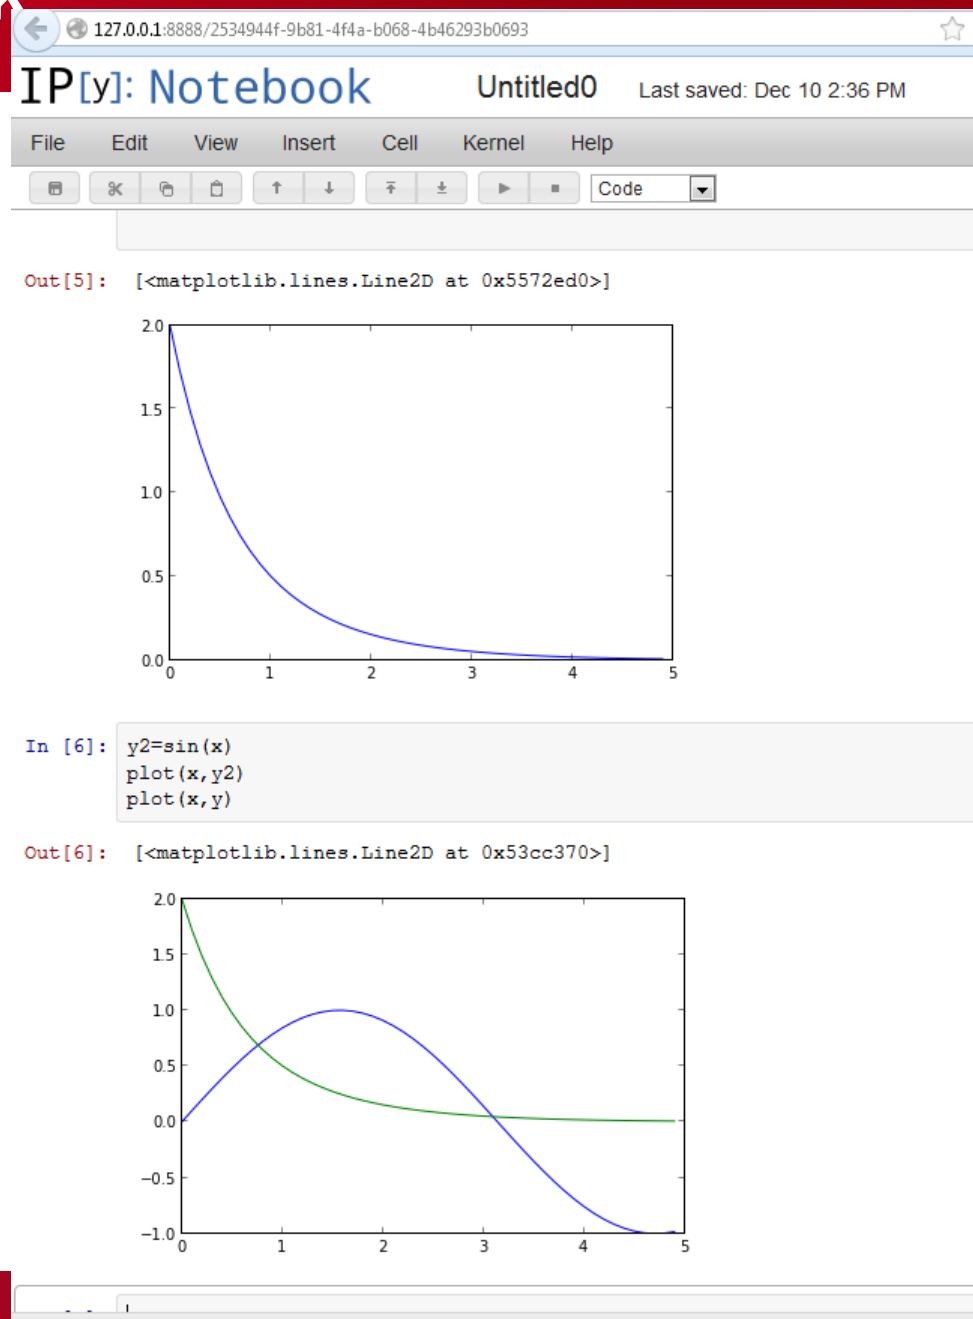 127.0.0.1:8888/2534944f-9b81-4f4a-b068-4b46293b0693
IP[y]: Notebook Untitled0 Last saved: Dec 10 2:36 PM
File Edit View Insert Cell Kernel Help
Code
Out[5]: [<matplotlib.lines.Line2D at 0x5572ed0>]
2.0
1.5
1.0
0.5
0.0
0 1 2 3 4 5
In [6]: y2=sin(x)
plot(x,y2)
plot(x,y)
Out[6]: [<matplotlib.lines.Line2D at 0x53cc370>]
2.0
1.5
1.0
0.5
0.0
−0.5
−1.0
0 1 2 3 4 5